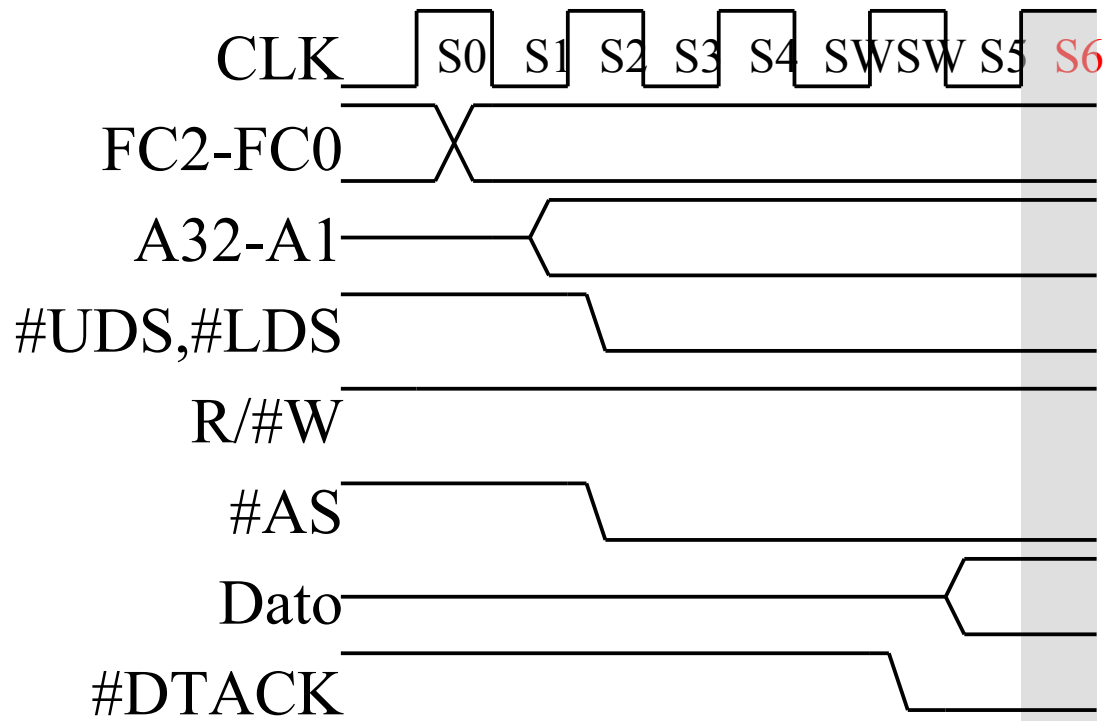 CLK S0 S1 S2 S3 S4 SW SW S5 S6
FC2-FC0
A32-A1
#UDS,#LDS
R/#W
#AS
Dato
#DTACK